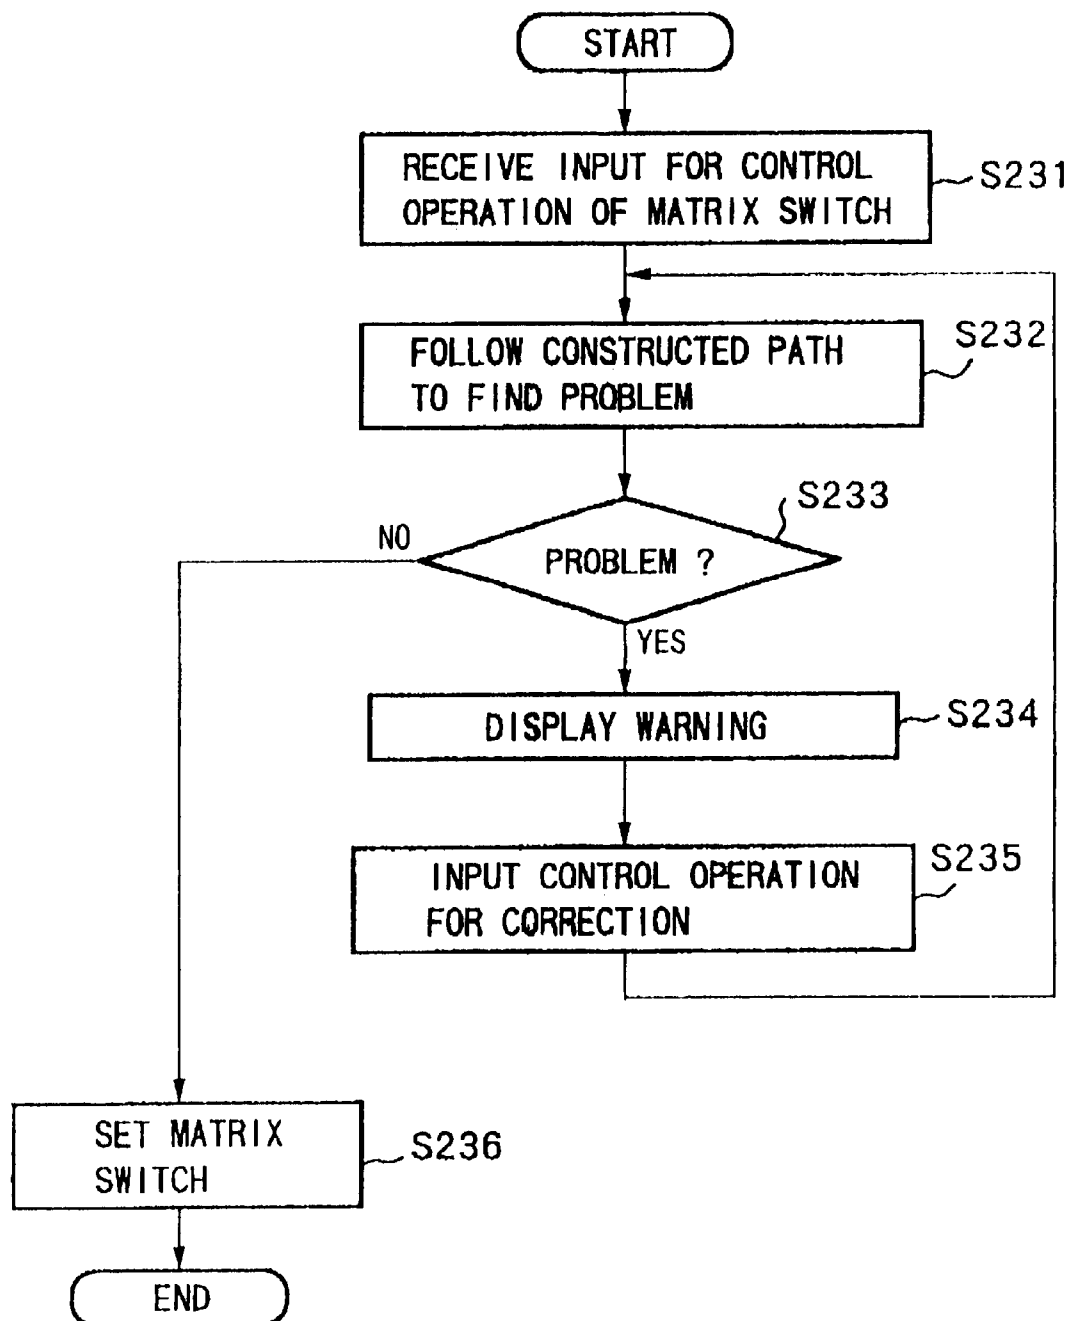 START
RECEIVE INPUT FOR CONTROL
OPERATION OF MATRIX SWITCH
S231
FOLLOW CONSTRUCTED PATH
TO FIND PROBLEM
S232
S233
NO
PROBLEM ?
YES
DISPLAY WARNING
S234
INPUT CONTROL OPERATION
FOR CORRECTION
S235
SET MATRIX
SWITCH
S236
END